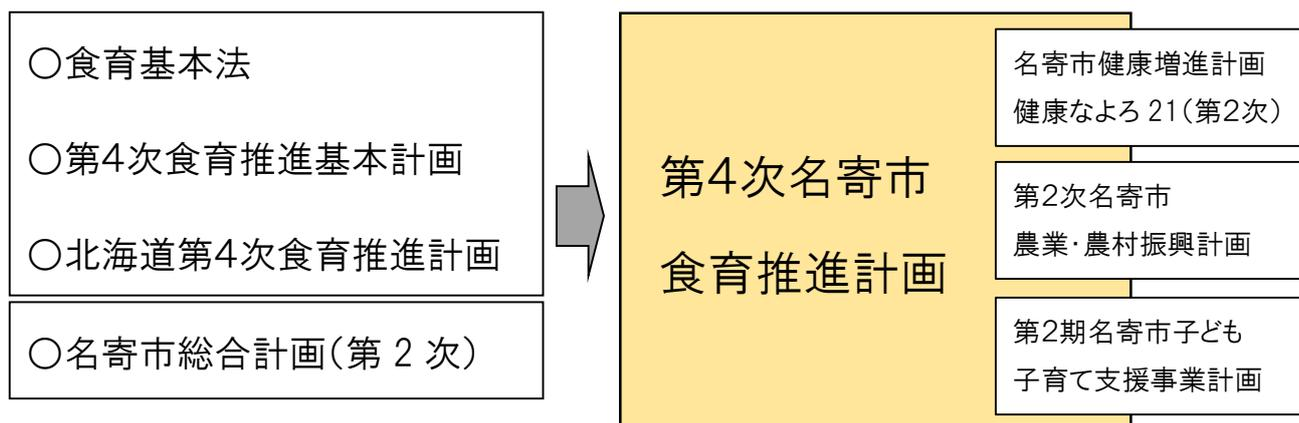 ○食育基本法
○第4次食育推進基本計画
○北海道第4次食育推進計画
○名寄市総合計画(第 2 次)
第4次名寄市
食育推進計画
名寄市健康増進計画
健康なよろ 21(第2次)
第2次名寄市
農業・農村振興計画
第2期名寄市子ども
子育て支援事業計画